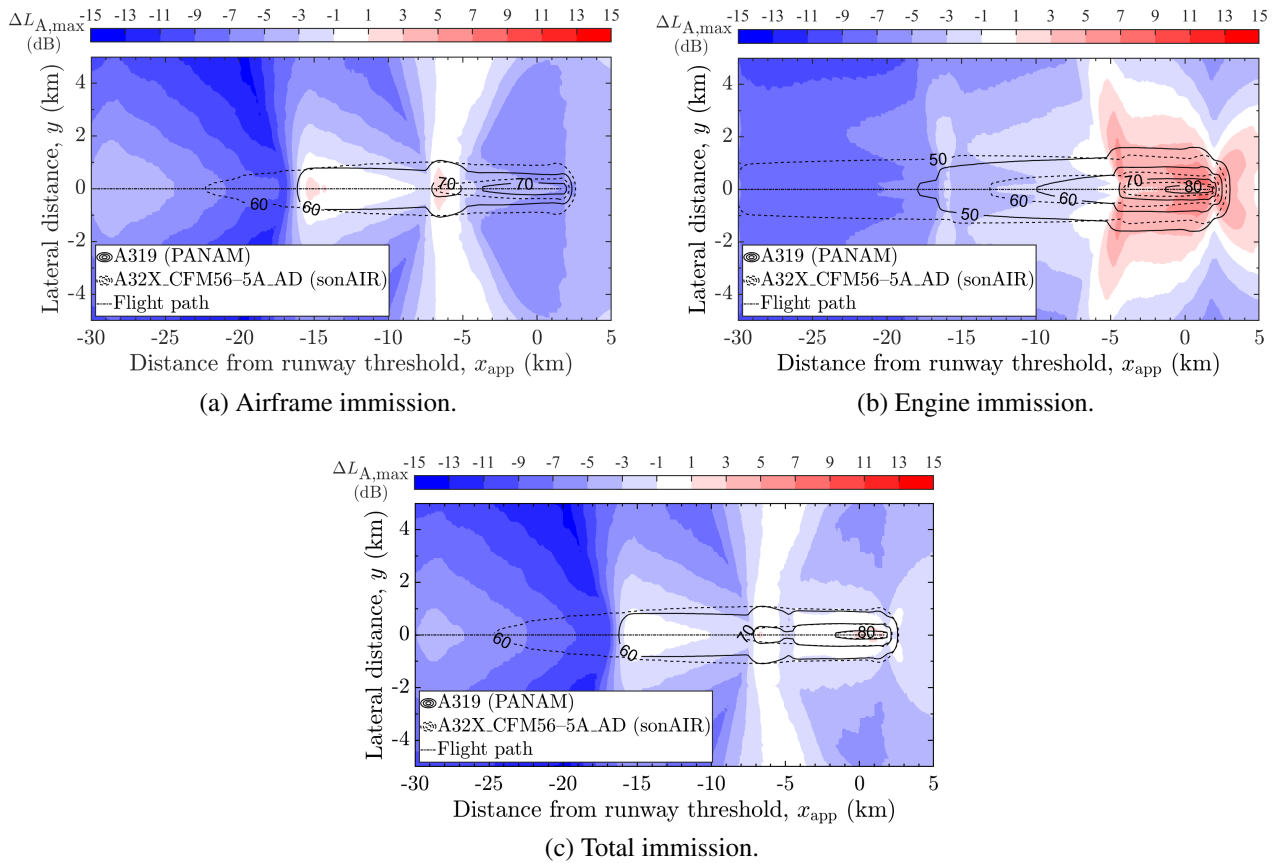 ΔL_A,max (dB)
-15 -13 -11 -9 -7 -5 -3 -1 1 3 5 7 9 11 13 15
Lateral distance, y (km)
4
2
0
-2
-4
70
70
60
60
A319 (PANAM)
A32X_CFM56–5A_AD (sonAIR)
Flight path
-30 -25 -20 -15 -10 -5 0 5
Distance from runway threshold, x_app (km)
(a) Airframe immission.
ΔL_A,max (dB)
-15 -13 -11 -9 -7 -5 -3 -1 1 3 5 7 9 11 13 15
Lateral distance, y (km)
4
2
0
-2
-4
50
70
80
60
60
50
A319 (PANAM)
A32X_CFM56–5A_AD (sonAIR)
Flight path
-30 -25 -20 -15 -10 -5 0 5
Distance from runway threshold, x_app (km)
(b) Engine immission.
ΔL_A,max (dB)
-15 -13 -11 -9 -7 -5 -3 -1 1 3 5 7 9 11 13 15
Lateral distance, y (km)
4
2
0
-2
-4
60
60
70
80
A319 (PANAM)
A32X_CFM56–5A_AD (sonAIR)
Flight path
-30 -25 -20 -15 -10 -5 0 5
Distance from runway threshold, x_app (km)
(c) Total immission.